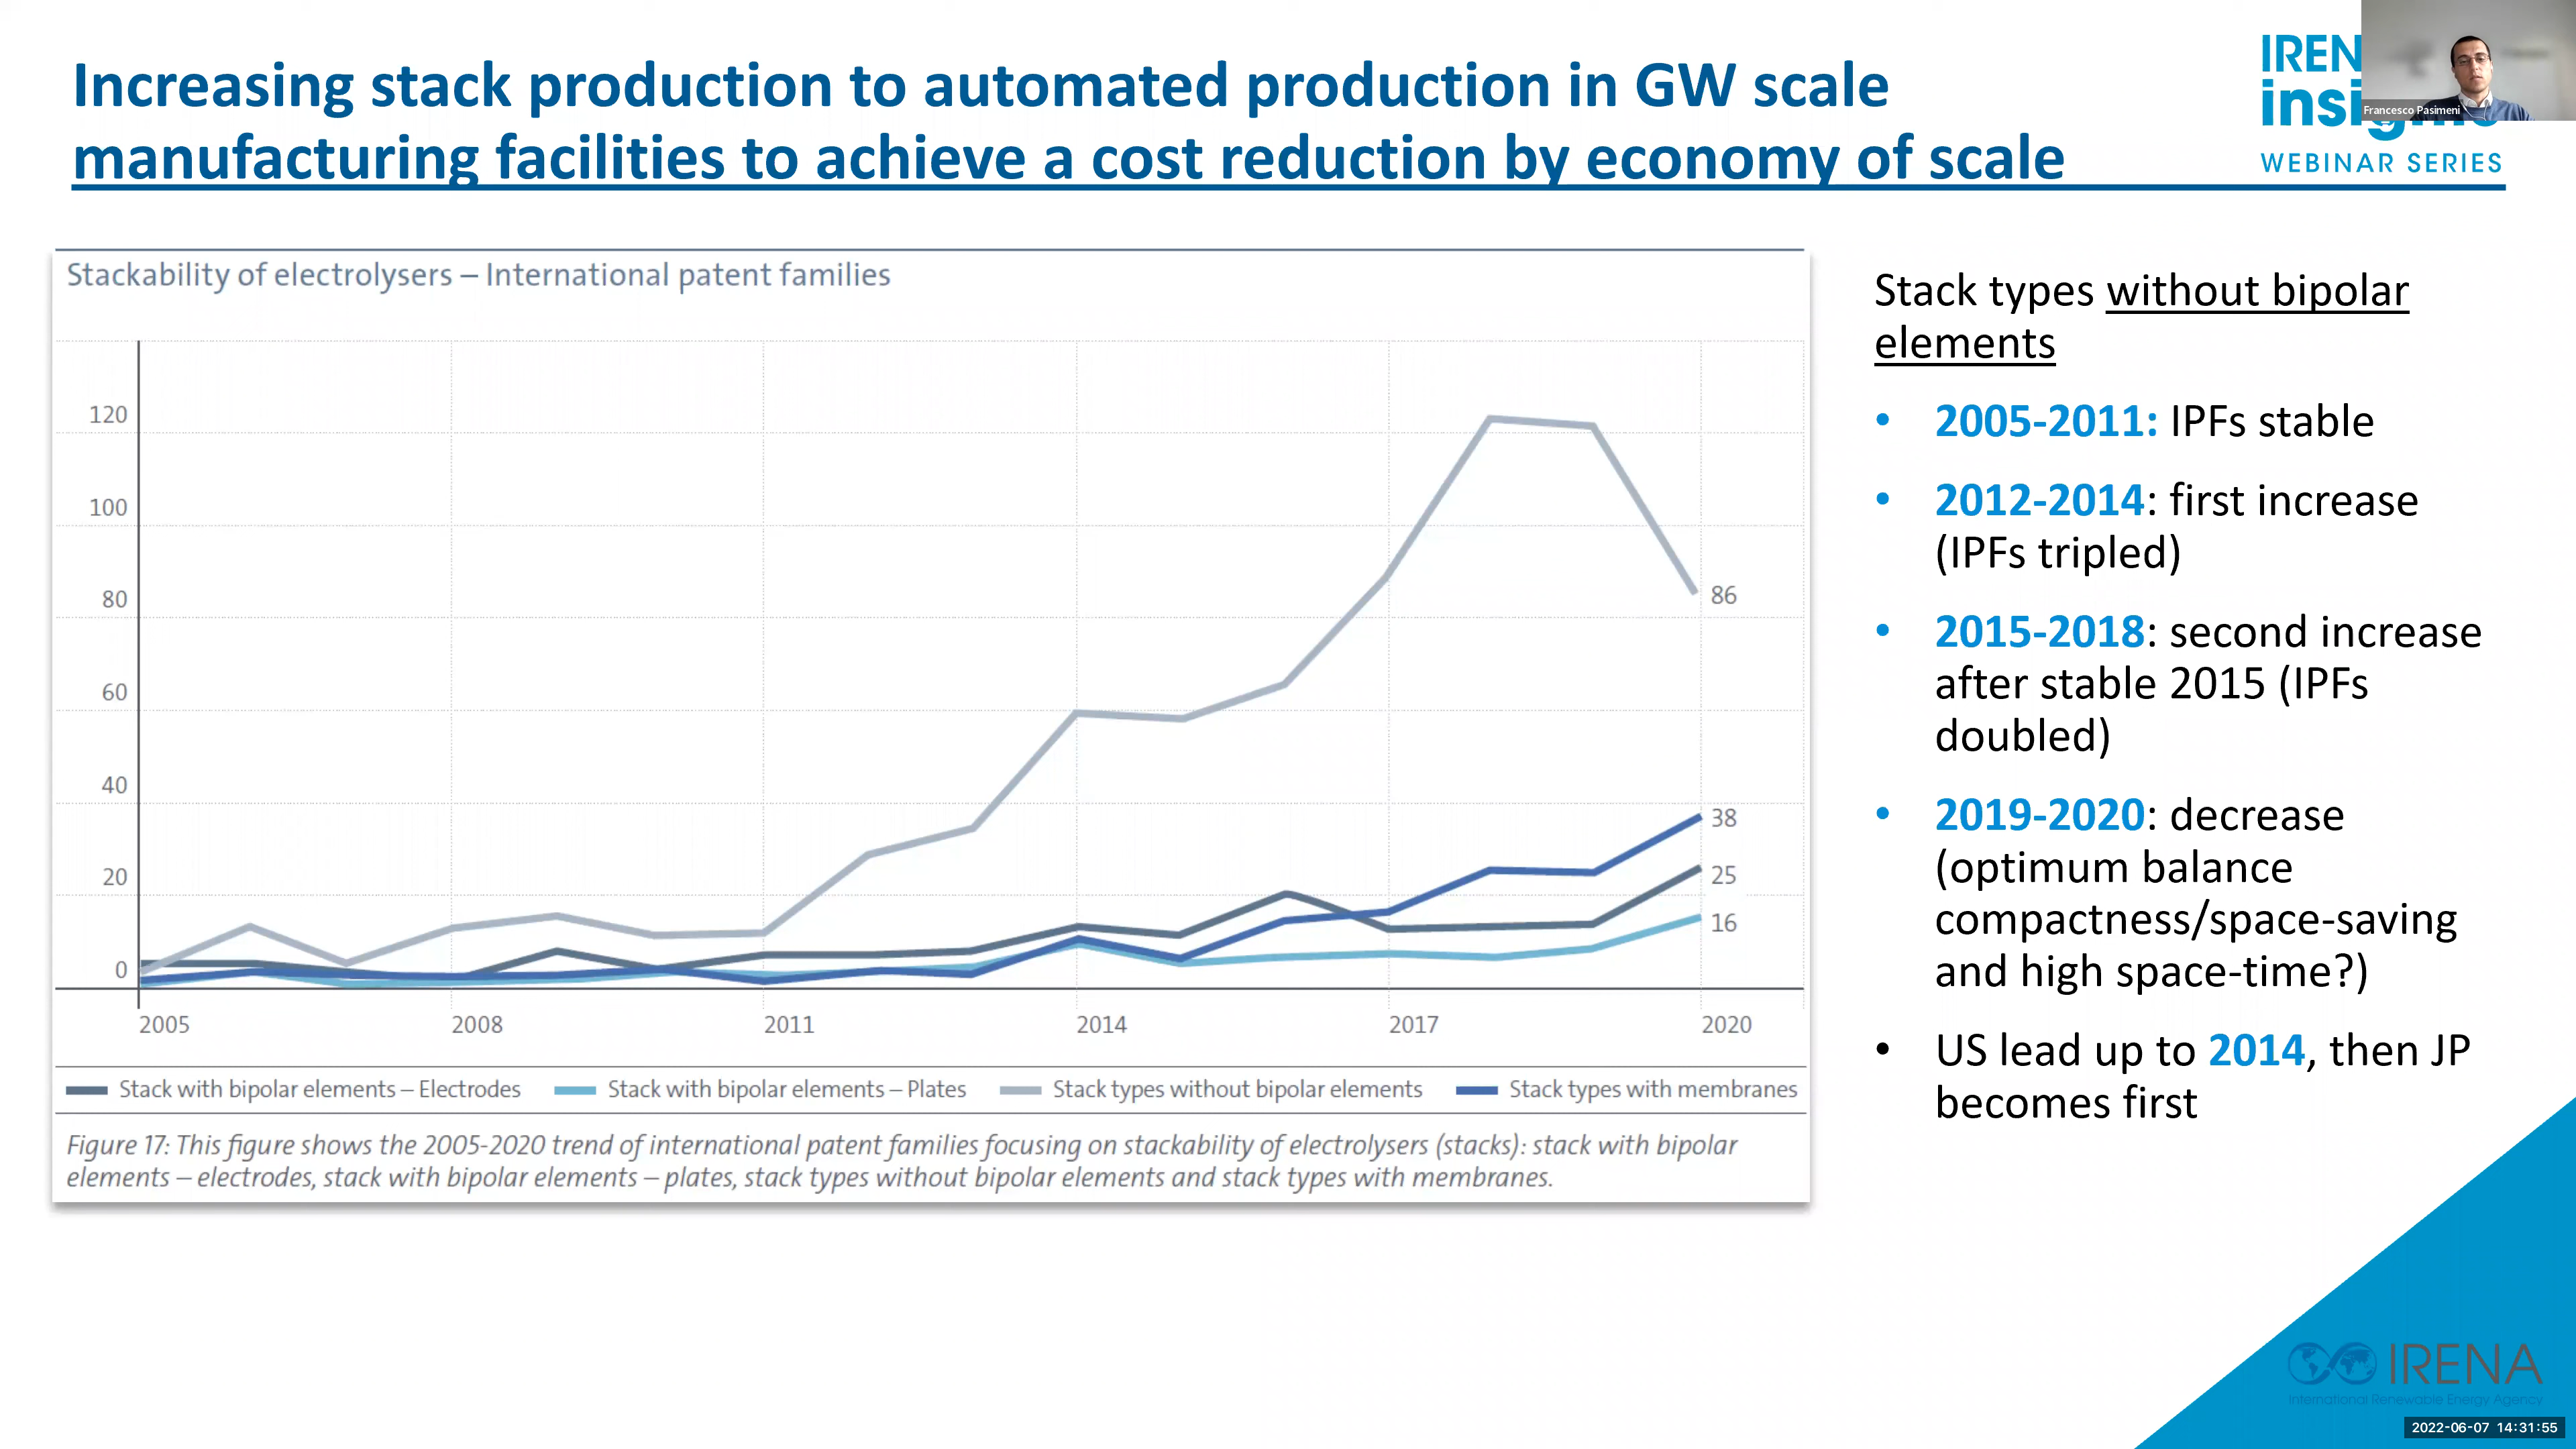 Increasing stack production to automated production in GW scale
manufacturing facilities to achieve a cost reduction by economy of scale
IREN
Francesco Pasimeni
WEBINAR SERIES
Stackability of electrolysers – International patent families
120
100
80
60
40
20
0
86
38
25
16
2005
2008
2011
2014
2017
2020
Stack with bipolar elements – Electrodes
Stack with bipolar elements – Plates
Stack types without bipolar elements
Stack types with membranes
Figure 17: This figure shows the 2005-2020 trend of international patent families focusing on stackability of electrolysers (stacks): stack with bipolar
elements – electrodes, stack with bipolar elements – plates, stack types without bipolar elements and stack types with membranes.
Stack types without bipolar
elements
• 2005-2011: IPFs stable
• 2012-2014: first increase
(IPFs tripled)
• 2015-2018: second increase
after stable 2015 (IPFs
doubled)
• 2019-2020: decrease
(optimum balance
compactness/space-saving
and high space-time?)
• US lead up to 2014, then JP
becomes first
IRENA
International Renewable Energy Agency
2022-06-07 14:31:55